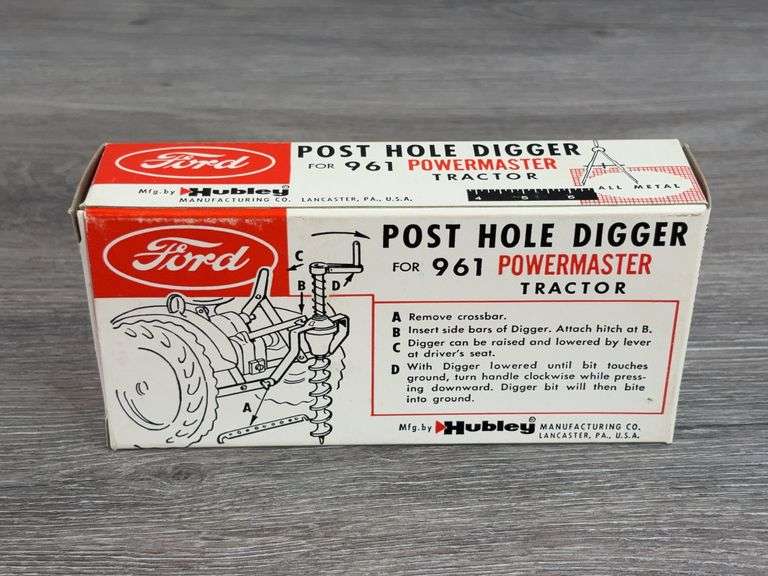 Ford
POST HOLE DIGGER
FOR 961 POWERMASTER
TRACTOR
Mfg. by Hubley®
MANUFACTURING CO. LANCASTER, PA., U.S.A.
4 5 6
ALL METAL
Ford
POST HOLE DIGGER
FOR 961 POWERMASTER
TRACTOR
C
B
D
A
A Remove crossbar.
B Insert side bars of Digger. Attach hitch at B.
C Digger can be raised and lowered by lever
at driver's seat.
D With Digger lowered until bit touches
ground, turn handle clockwise while press-
ing downward. Digger bit will then bite
into ground.
Mfg. by Hubley® MANUFACTURING CO.
LANCASTER, PA., U.S.A.